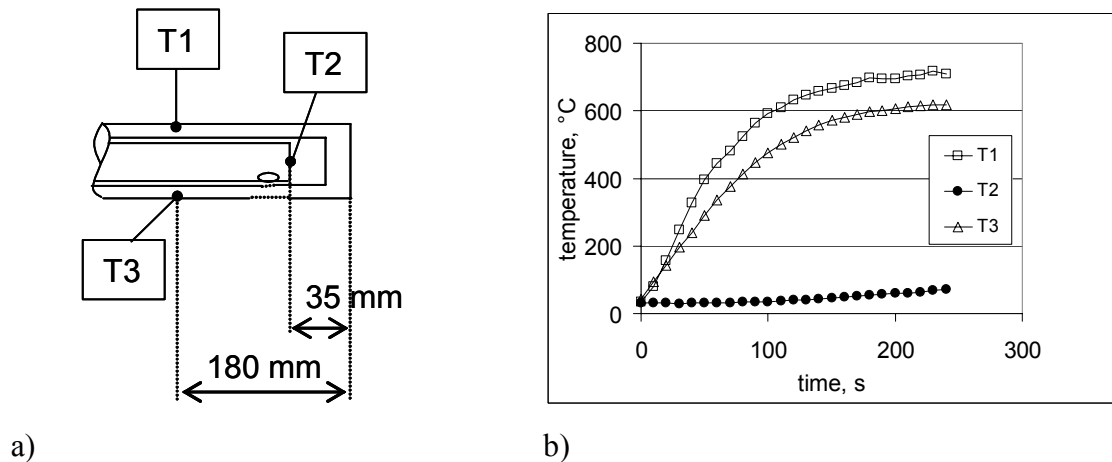 T1
T2
T3
35 mm
180 mm
a)
800
600
400
200
0
temperature, °C
0 100 200 300
time, s
T1
T2
T3
b)